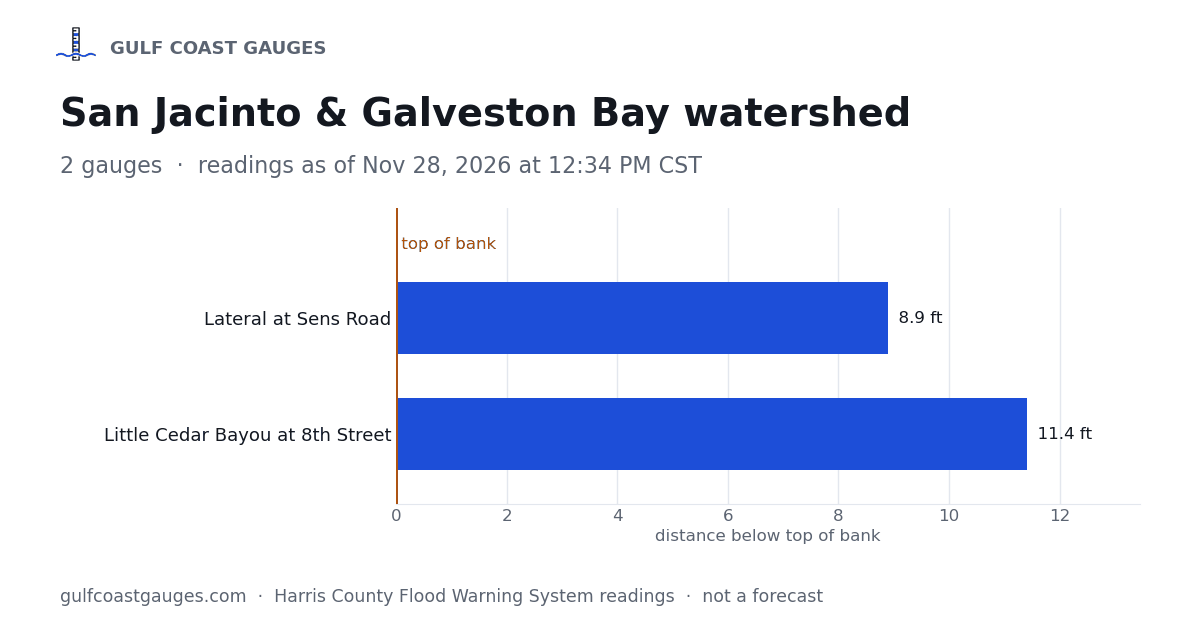 GULF COAST GAUGES
San Jacinto & Galveston Bay watershed
2 gauges · readings as of Nov 28, 2026 at 12:34 PM CST
top of bank
Lateral at Sens Road 8.9 ft
Little Cedar Bayou at 8th Street 11.4 ft
0 2 4 6 8 10 12
distance below top of bank
gulfcoastgauges.com · Harris County Flood Warning System readings · not a forecast